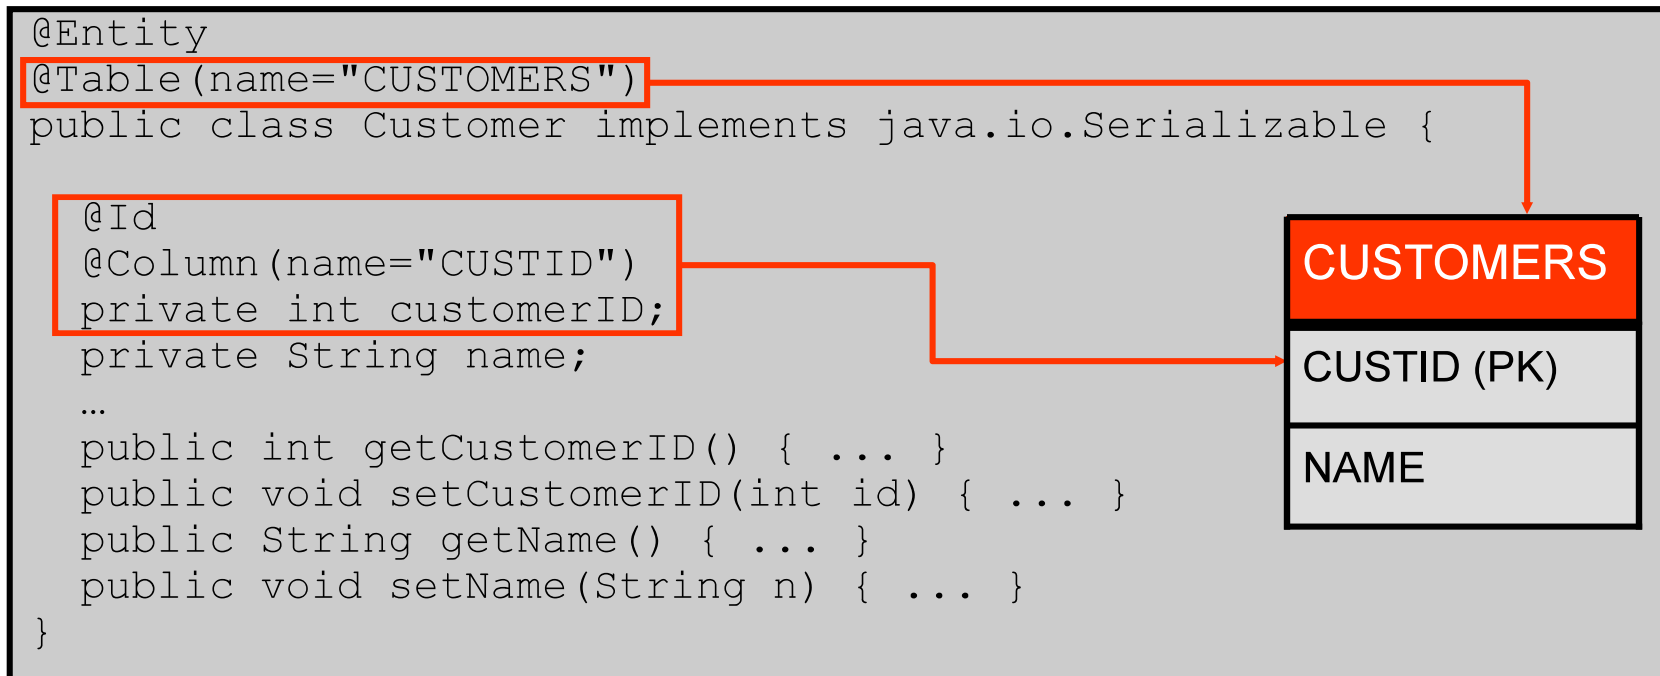 @Entity
@Table(name="CUSTOMERS")
public class Customer implements java.io.Serializable {
@Id
@Column(name="CUSTID")
private int customerID;
private String name;
…
public int getCustomerID() { ... }
public void setCustomerID(int id) { ... }
public String getName() { ... }
public void setName(String n) { ... }
}
CUSTOMERS
CUSTID (PK)
NAME